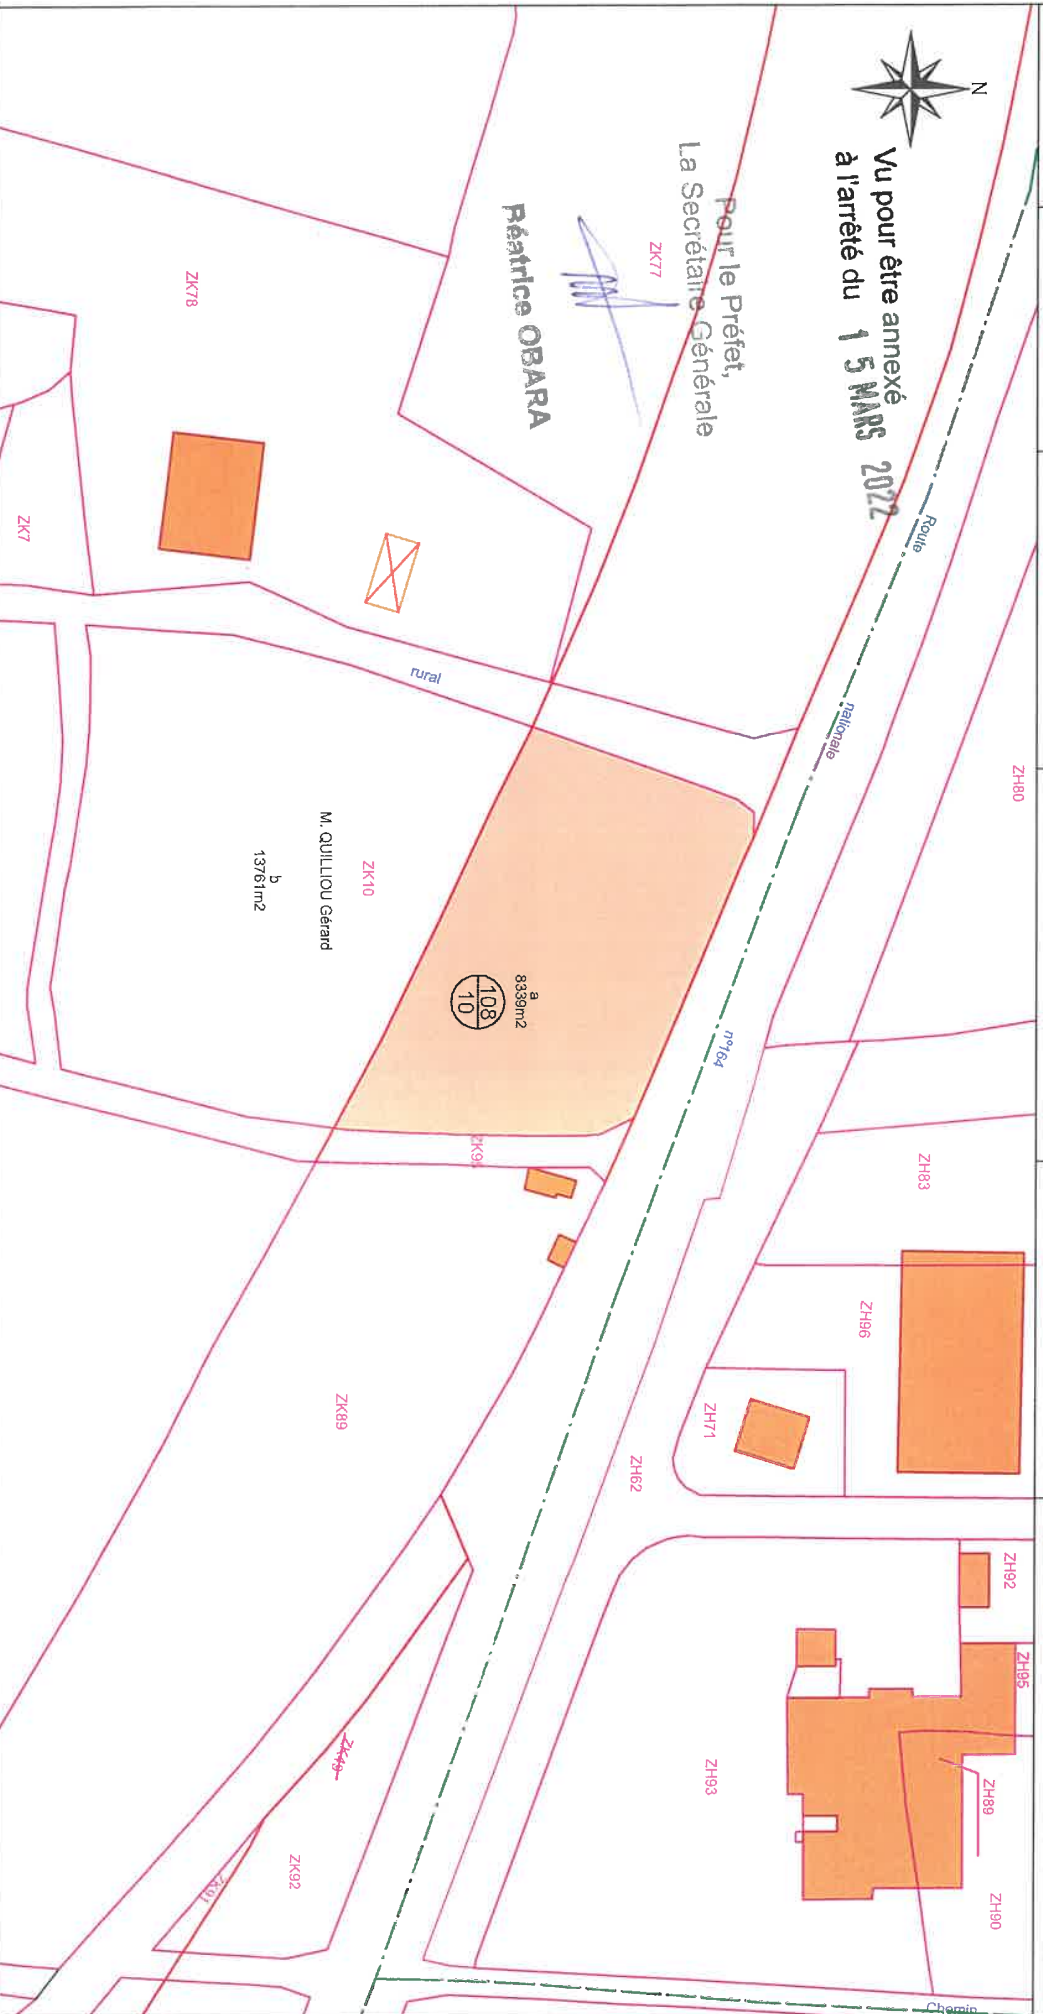 N
Vu pour être annexé
à l'arrêté du 15 MARS 2022
Pour le Préfet,
La Secrétaire Générale
Béatrice OBARA
ZK77
ZK78
ZK7
Route
nationale
n°164
rural
ZH80
ZK10
M. QUILLIOU Gérard
b
13761m2
a
8339m2
108
10
ZH83
ZH96
ZH71
ZH62
ZK89
ZH92
ZH95
ZH89
ZH93
ZH90
ZK49
ZK92
ZK91
Chemin